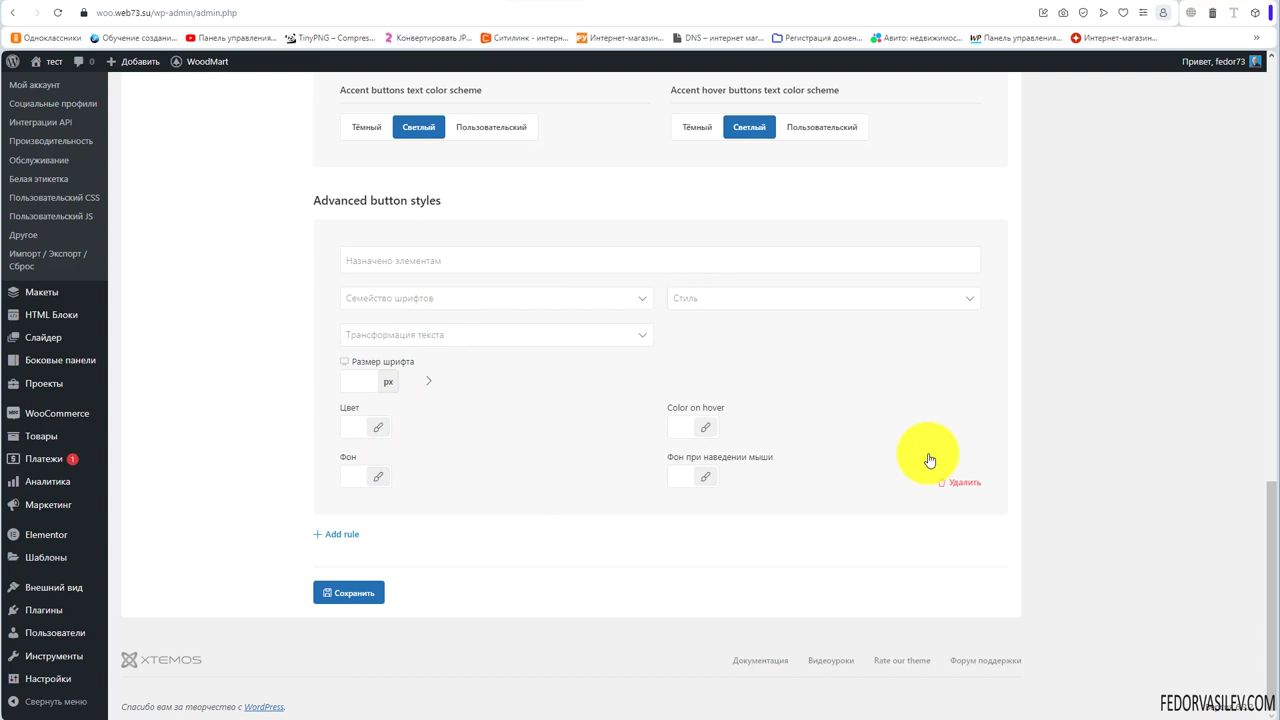 woo.web73.su/wp-admin/admin.php
Одноклассники
Обучение создани...
Панель управления...
TinyPNG – Compres...
Конвертировать JP...
Ситилинк - интерн...
Интернет-магазин...
DNS – интернет маг...
Регистрация домен...
Авито: недвижимос...
Панель управления...
Интернет-магазин...
тест
0
Добавить
WoodMart
Привет, fedor73
Мой аккаунт
Социальные профили
Интеграции API
Производительность
Обслуживание
Белая этикетка
Пользовательский CSS
Пользовательский JS
Другое
Импорт / Экспорт /
Сброс
Макеты
HTML Блоки
Слайдер
Боковые панели
Проекты
WooCommerce
Товары
Платежи 1
Аналитика
Маркетинг
Elementor
Шаблоны
Внешний вид
Плагины
Пользователи
Инструменты
Настройки
Свернуть меню
Accent buttons text color scheme
Accent hover buttons text color scheme
Тёмный
Светлый
Пользовательский
Тёмный
Светлый
Пользовательский
Advanced button styles
Назначено элементам
Семейство шрифтов
Стиль
Трансформация текста
Размер шрифта
px
Цвет
Color on hover
Фон
Фон при наведении мыши
Удалить
Add rule
Сохранить
XTEMOS
Документация
Видеоуроки
Rate our theme
Форум поддержки
Спасибо вам за творчество с WordPress.
FEDORVASILEV.COM